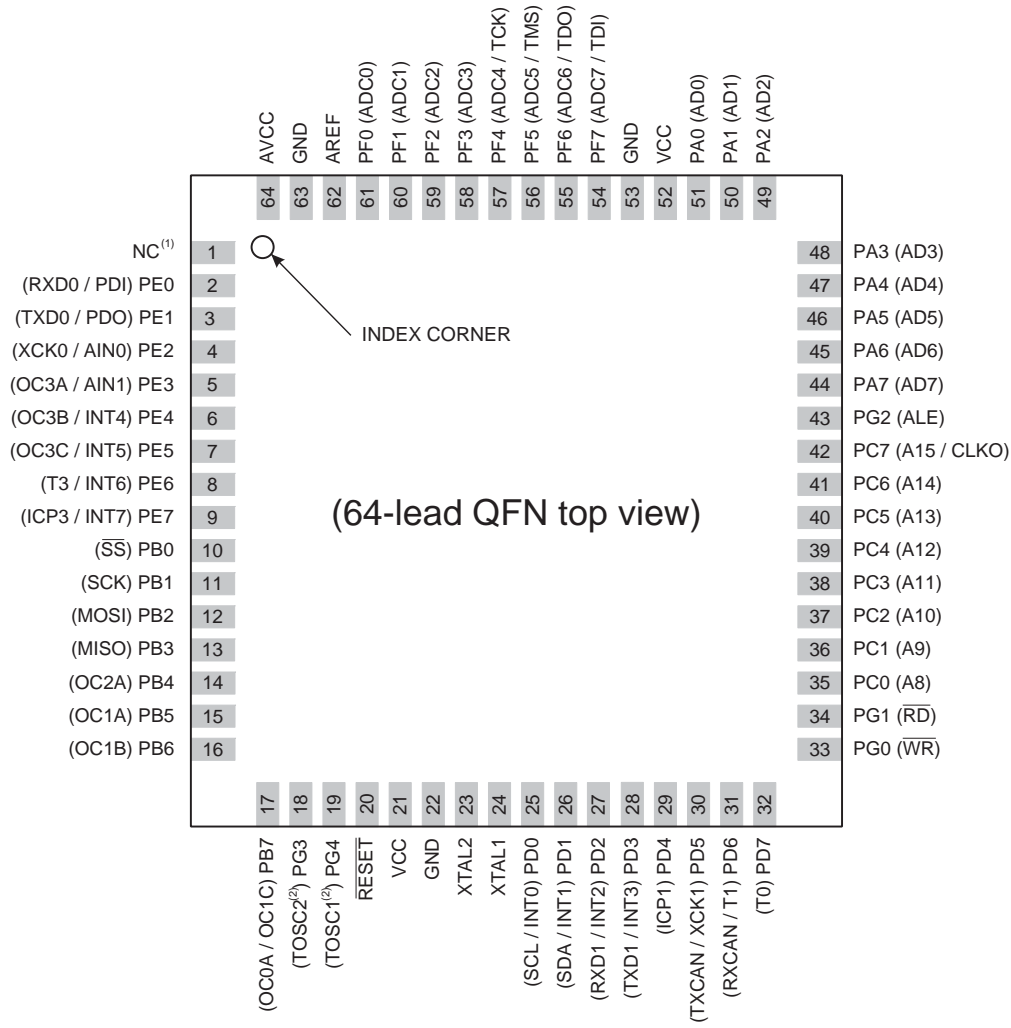 AVCC
GND
AREF
PF0 (ADC0)
PF1 (ADC1)
PF2 (ADC2)
PF3 (ADC3)
PF4 (ADC4 / TCK)
PF5 (ADC5 / TMS)
PF6 (ADC6 / TDO)
PF7 (ADC7 / TDI)
GND
VCC
PA0 (AD0)
PA1 (AD1)
PA2 (AD2)
64
63
62
61
60
59
58
57
56
55
54
53
52
51
50
49
NC(1) 1
(RXD0 / PDI) PE0 2
(TXD0 / PDO) PE1 3
(XCK0 / AIN0) PE2 4
(OC3A / AIN1) PE3 5
(OC3B / INT4) PE4 6
(OC3C / INT5) PE5 7
(T3 / INT6) PE6 8
(ICP3 / INT7) PE7 9
(S̅S̅) PB0 10
(SCK) PB1 11
(MOSI) PB2 12
(MISO) PB3 13
(OC2A) PB4 14
(OC1A) PB5 15
(OC1B) PB6 16
INDEX CORNER
(64-lead QFN top view)
48 PA3 (AD3)
47 PA4 (AD4)
46 PA5 (AD5)
45 PA6 (AD6)
44 PA7 (AD7)
43 PG2 (ALE)
42 PC7 (A15 / CLKO)
41 PC6 (A14)
40 PC5 (A13)
39 PC4 (A12)
38 PC3 (A11)
37 PC2 (A10)
36 PC1 (A9)
35 PC0 (A8)
34 PG1 (R̅D̅)
33 PG0 (W̅R̅)
17
18
19
20
21
22
23
24
25
26
27
28
29
30
31
32
(OC0A / OC1C) PB7
(TOSC2(2)) PG3
(TOSC1(2)) PG4
R̅E̅S̅E̅T̅
VCC
GND
XTAL2
XTAL1
(SCL / INT0) PD0
(SDA / INT1) PD1
(RXD1 / INT2) PD2
(TXD1 / INT3) PD3
(ICP1) PD4
(TXCAN / XCK1) PD5
(RXCAN / T1) PD6
(T0) PD7